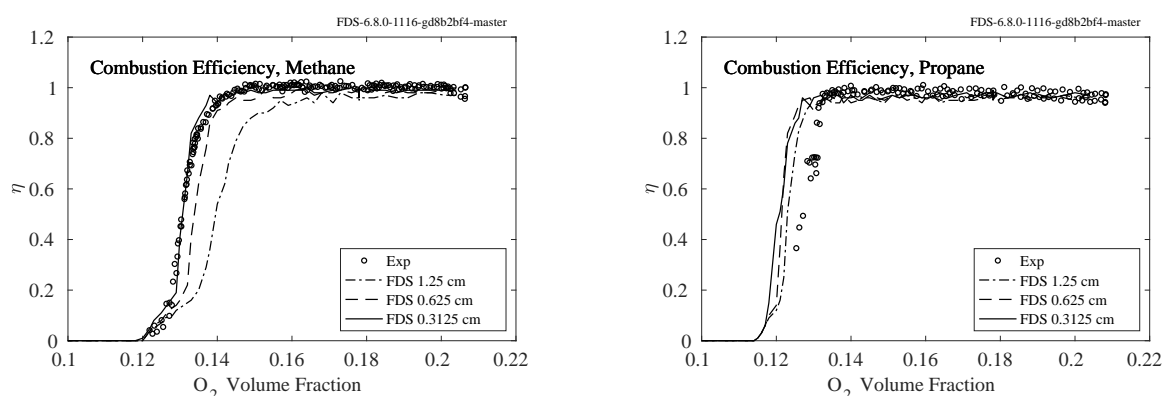 FDS-6.8.0-1116-gd8b2bf4-master
Combustion Efficiency, Methane
1.2
1
0.8
0.6
0.4
0.2
0
η
Exp
FDS 1.25 cm
FDS 0.625 cm
FDS 0.3125 cm
0.1 0.12 0.14 0.16 0.18 0.2 0.22
O2 Volume Fraction
FDS-6.8.0-1116-gd8b2bf4-master
Combustion Efficiency, Propane
1.2
1
0.8
0.6
0.4
0.2
0
η
Exp
FDS 1.25 cm
FDS 0.625 cm
FDS 0.3125 cm
0.1 0.12 0.14 0.16 0.18 0.2 0.22
O2 Volume Fraction